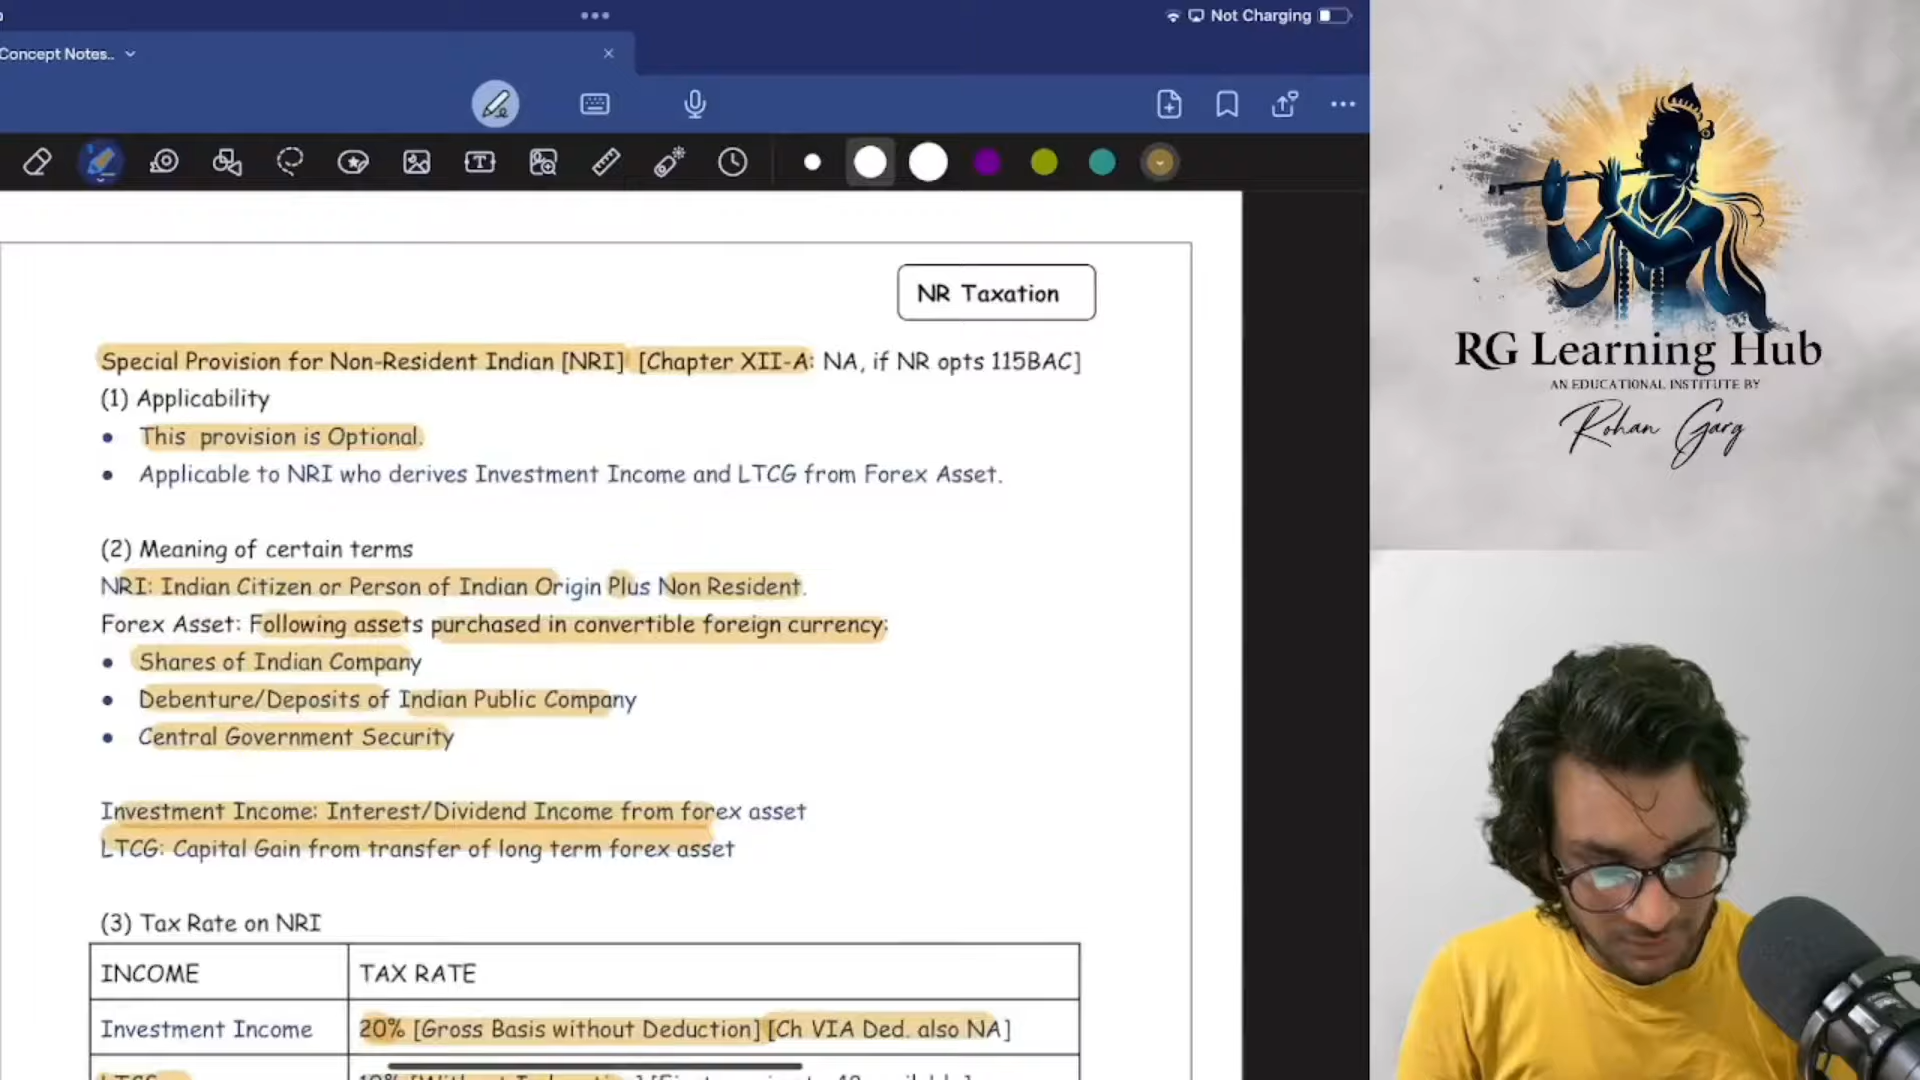 Not Charging
Concept Notes..
NR Taxation
Special Provision for Non-Resident Indian [NRI] [Chapter XII-A: NA, if NR opts 115BAC]
(1) Applicability
• This provision is Optional.
• Applicable to NRI who derives Investment Income and LTCG from Forex Asset.
(2) Meaning of certain terms
NRI: Indian Citizen or Person of Indian Origin Plus Non Resident.
Forex Asset: Following assets purchased in convertible foreign currency:
• Shares of Indian Company
• Debenture/Deposits of Indian Public Company
• Central Government Security
Investment Income: Interest/Dividend Income from forex asset
LTCG: Capital Gain from transfer of long term forex asset
(3) Tax Rate on NRI
INCOME TAX RATE
Investment Income 20% [Gross Basis without Deduction] [Ch VIA Ded. also NA]
RG Learning Hub
AN EDUCATIONAL INSTITUTE BY
Rohan Garg